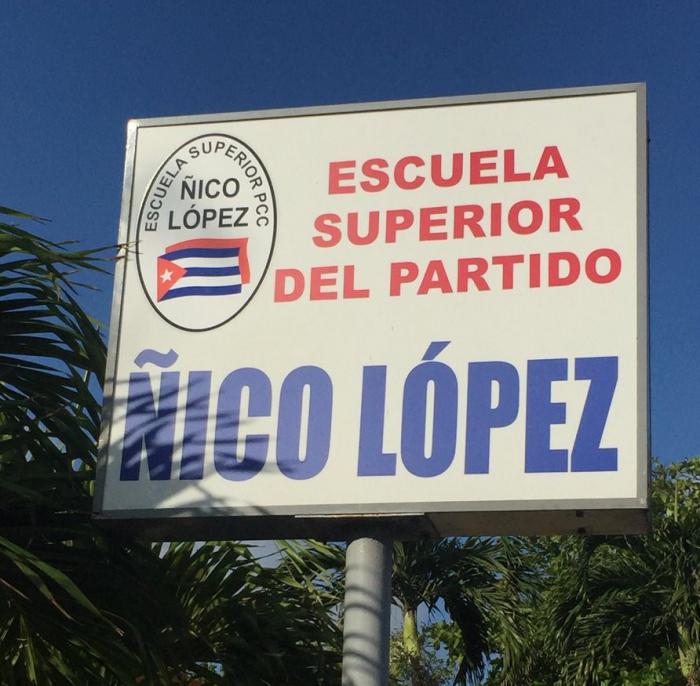 ESCUELA SUPERIOR PCC
ÑICO
LÓPEZ
ESCUELA
SUPERIOR
DEL PARTIDO
ÑICO LÓPEZ